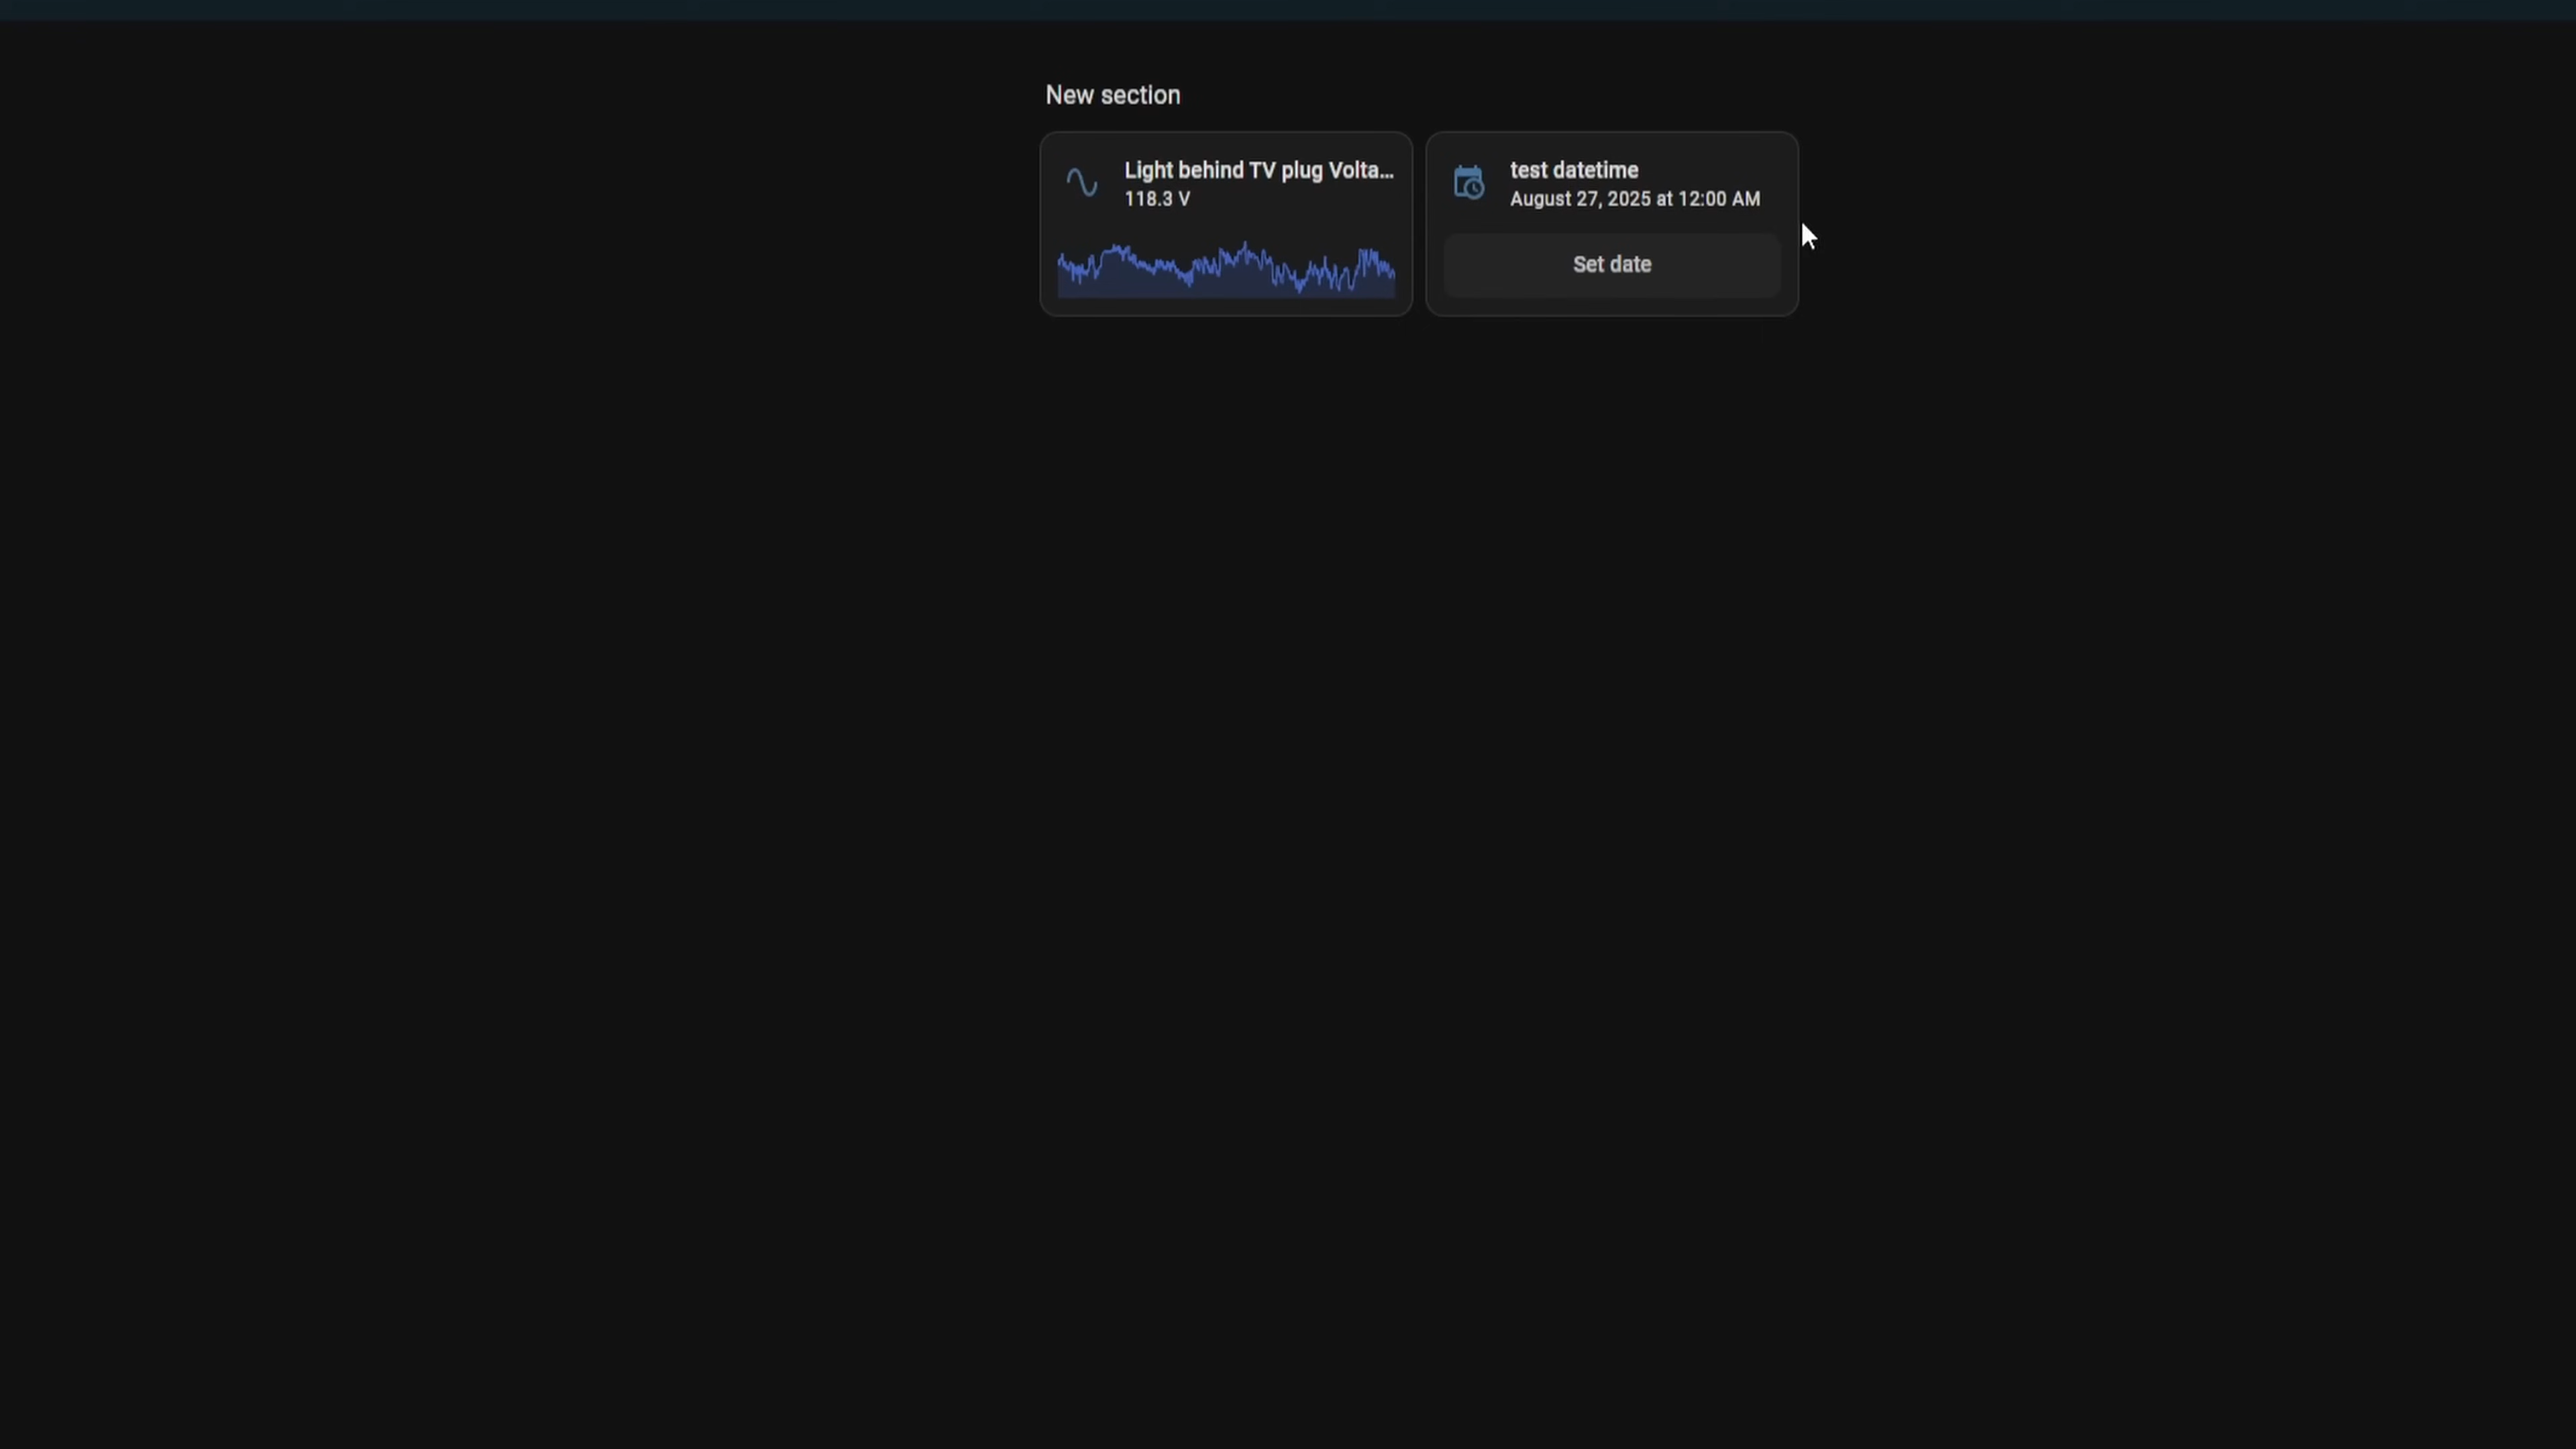 New section
Light behind TV plug Volta...
118.3 V
test datetime
August 27, 2025 at 12:00 AM
Set date